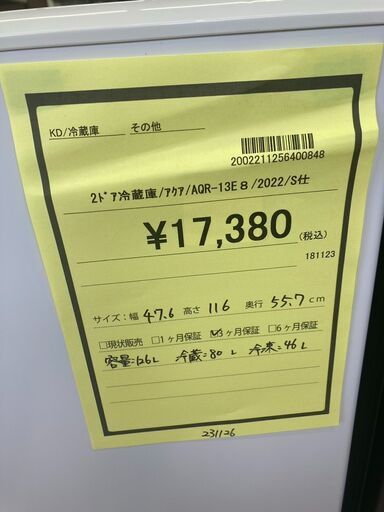 KD/冷蔵庫 その他
2002211256400848
2ﾄﾞｱ冷蔵庫/ｱｸｱ/AQR-13E８/2022/S仕
¥17,380 (税込)
181123
サイズ：幅 47.6 高さ 116 奥行 55.7 cm
□現状販売 □1ヶ月保証 ☑3ヶ月保証 □6ヶ月保証
容量:126L 冷蔵:80L 冷凍:46L
231126